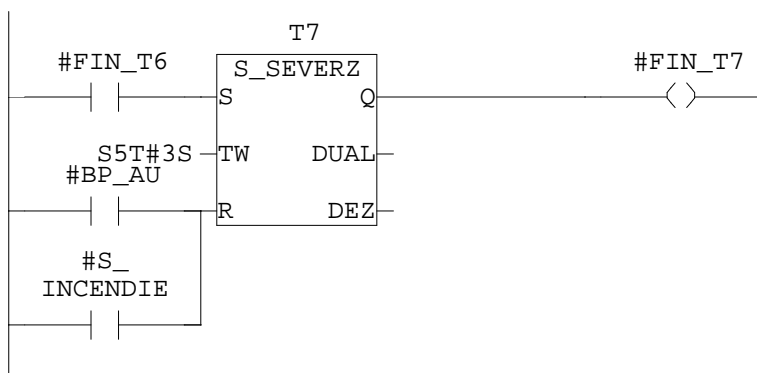 T7
#FIN_T6
S_SEVERZ
#FIN_T7
S
Q
S5T#3S
TW
DUAL
#BP_AU
R
DEZ
#S_
INCENDIE